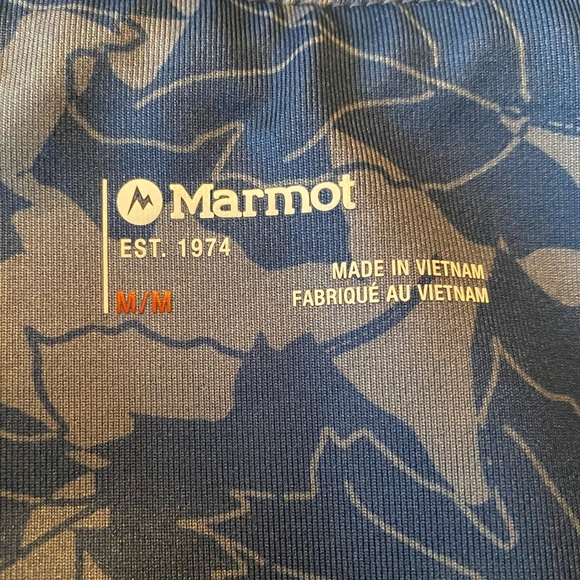 Marmot
EST. 1974
M/M
MADE IN VIETNAM
FABRIQUÉ AU VIETNAM